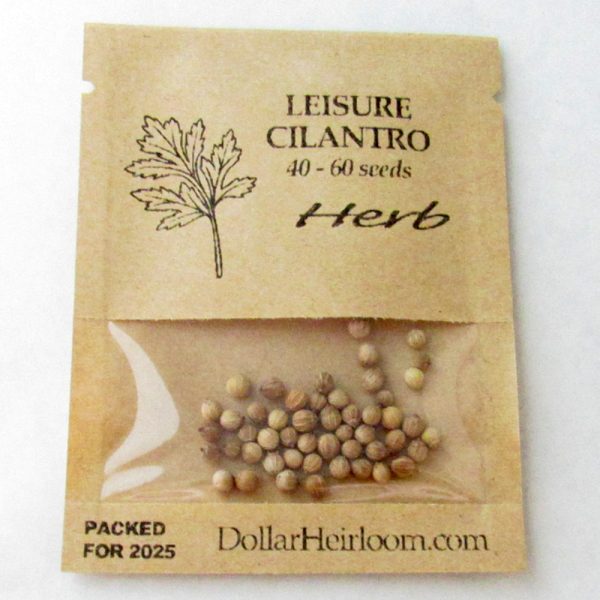 LEISURE
CILANTRO
40 - 60 seeds
Herb
PACKED
FOR 2025
DollarHeirloom.com